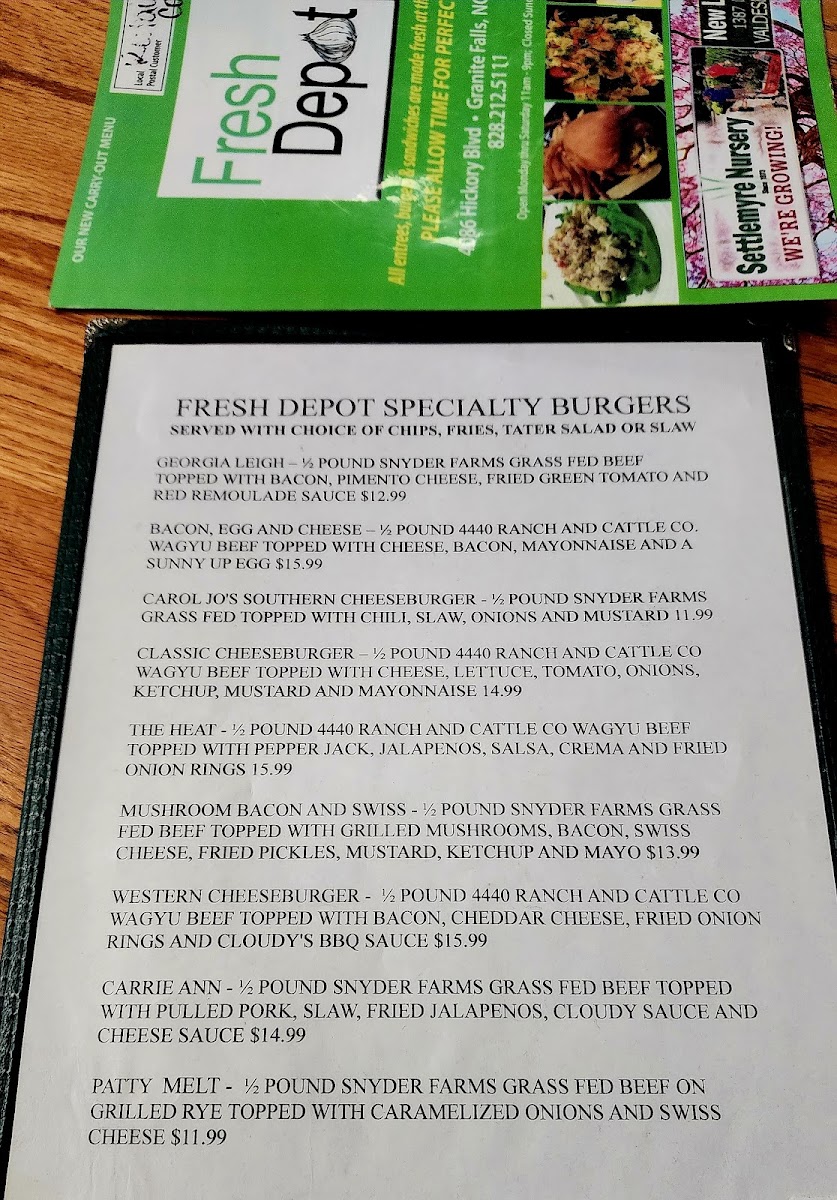 Local
Postal Customer
OUR NEW CARRY-OUT MENU
Fresh
Depot
All entrees, & sandwiches are made fresh at
PLEASE ALLOW TIME FOR
Hickory Blvd • Granite Falls, NC
828.212.5111
Open Monday thru Saturday 11am - 9pm; Closed
New
1387
Settlemyre Nursery
WE'RE GROWING!
FRESH DEPOT SPECIALTY BURGERS
SERVED WITH CHOICE OF CHIPS, FRIES, TATER SALAD OR SLAW
GEORGIA LEIGH – ½ POUND SNYDER FARMS GRASS FED BEEF
TOPPED WITH BACON, PIMENTO CHEESE, FRIED GREEN TOMATO AND
RED REMOULADE SAUCE $12.99
BACON, EGG AND CHEESE – ½ POUND 4440 RANCH AND CATTLE CO.
WAGYU BEEF TOPPED WITH CHEESE, BACON, MAYONNAISE AND A
SUNNY UP EGG $15.99
CAROL JO'S SOUTHERN CHEESEBURGER - ½ POUND SNYDER FARMS
GRASS FED TOPPED WITH CHILI, SLAW, ONIONS AND MUSTARD 11.99
CLASSIC CHEESEBURGER – ½ POUND 4440 RANCH AND CATTLE CO
WAGYU BEEF TOPPED WITH CHEESE, LETTUCE, TOMATO, ONIONS,
KETCHUP, MUSTARD AND MAYONNAISE 14.99
THE HEAT - ½ POUND 4440 RANCH AND CATTLE CO WAGYU BEEF
TOPPED WITH PEPPER JACK, JALAPENOS, SALSA, CREMA AND FRIED
ONION RINGS 15.99
MUSHROOM BACON AND SWISS - ½ POUND SNYDER FARMS GRASS
FED BEEF TOPPED WITH GRILLED MUSHROOMS, BACON, SWISS
CHEESE, FRIED PICKLES, MUSTARD, KETCHUP AND MAYO $13.99
WESTERN CHEESEBURGER - ½ POUND 4440 RANCH AND CATTLE CO
WAGYU BEEF TOPPED WITH BACON, CHEDDAR CHEESE, FRIED ONION
RINGS AND CLOUDY'S BBQ SAUCE $15.99
CARRIE ANN - ½ POUND SNYDER FARMS GRASS FED BEEF TOPPED
WITH PULLED PORK, SLAW, FRIED JALAPENOS, CLOUDY SAUCE AND
CHEESE SAUCE $14.99
PATTY MELT - ½ POUND SNYDER FARMS GRASS FED BEEF ON
GRILLED RYE TOPPED WITH CARAMELIZED ONIONS AND SWISS
CHEESE $11.99